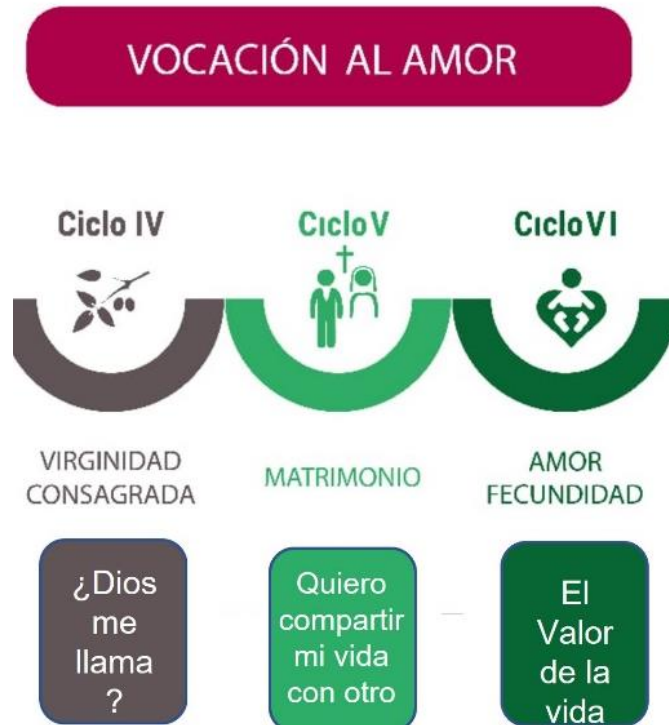 VOCACIÓN AL AMOR
Ciclo IV
Ciclo V
Ciclo VI
VIRGINIDAD
CONSAGRADA
MATRIMONIO
AMOR
FECUNDIDAD
¿Dios
me
llama
?
Quiero
compartir
mi vida
con otro
El
Valor
de la
vida